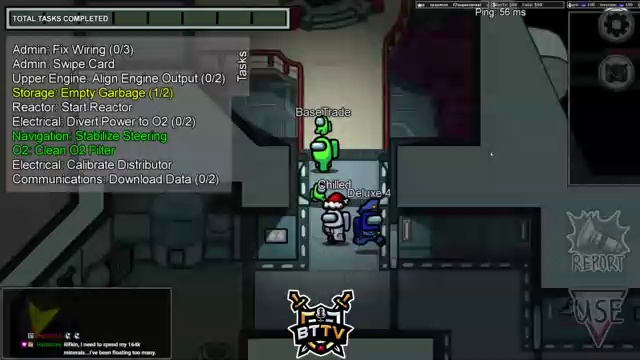 TOTAL TASKS COMPLETED
Ping: 56 ms
Tasks
Admin: Fix Wiring (0/3)
Admin: Swipe Card
Upper Engine: Align Engine Output (0/2)
Storage: Empty Garbage (1/2)
Reactor: Start Reactor
Electrical: Divert Power to O2 (0/2)
Navigation: Stabilize Steering
O2: Clean O2 Filter
Electrical: Calibrate Distributor
Communications: Download Data (0/2)
BaseTrade
Chilled
Deluxe 4
REPORT
USE
Rifkin, I need to spend my 164k
minerals...i've been floating too many.
BTTV